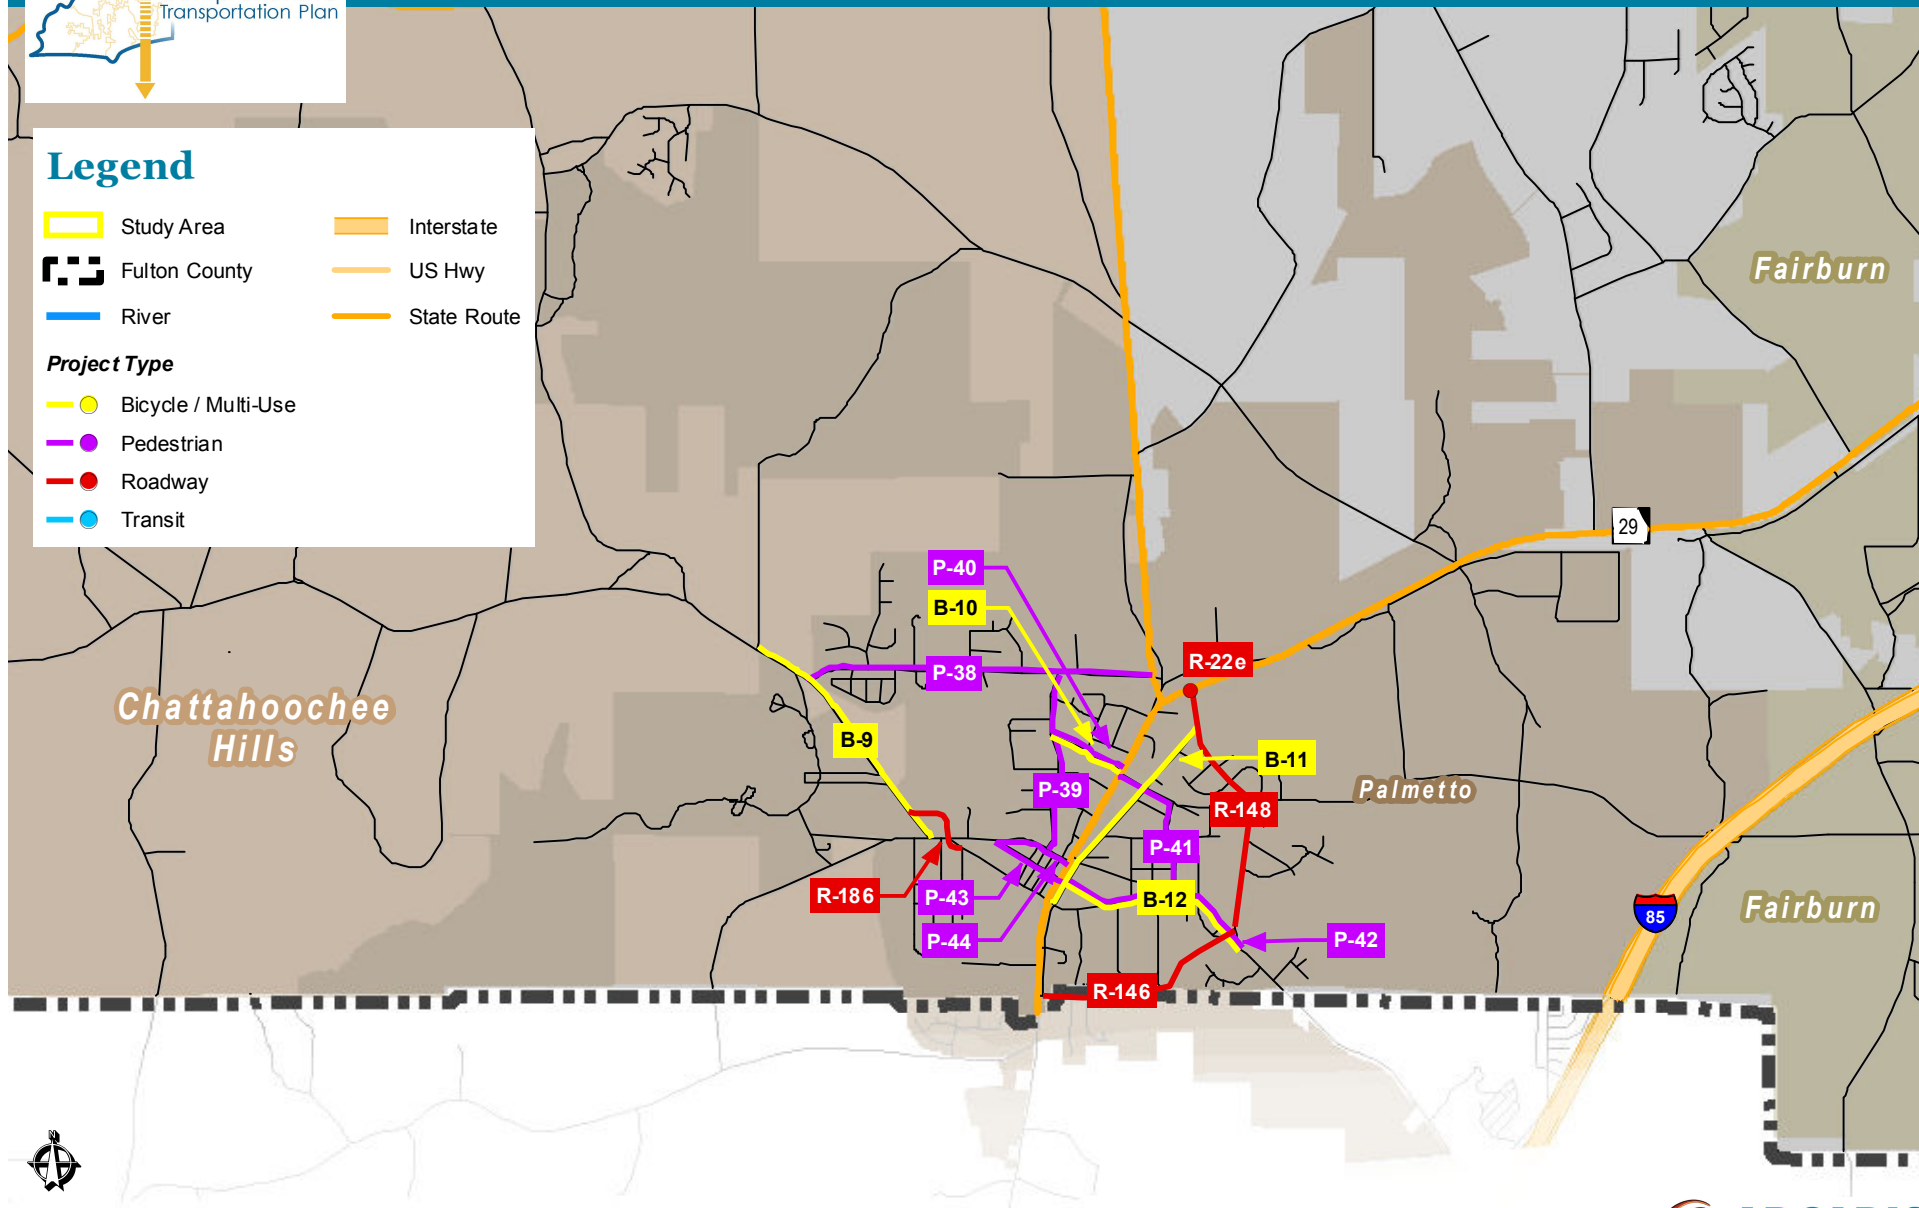 Transportation Plan
Legend
Study Area
Interstate
Fulton County
US Hwy
River
State Route
Project Type
Bicycle / Multi-Use
Pedestrian
Roadway
Transit
Fairburn
29
P-40
B-10
R-22e
P-38
Chattahoochee
Hills
B-9
B-11
P-39
Palmetto
R-148
P-41
R-186
P-43
B-12
85
Fairburn
P-44
P-42
R-146
N